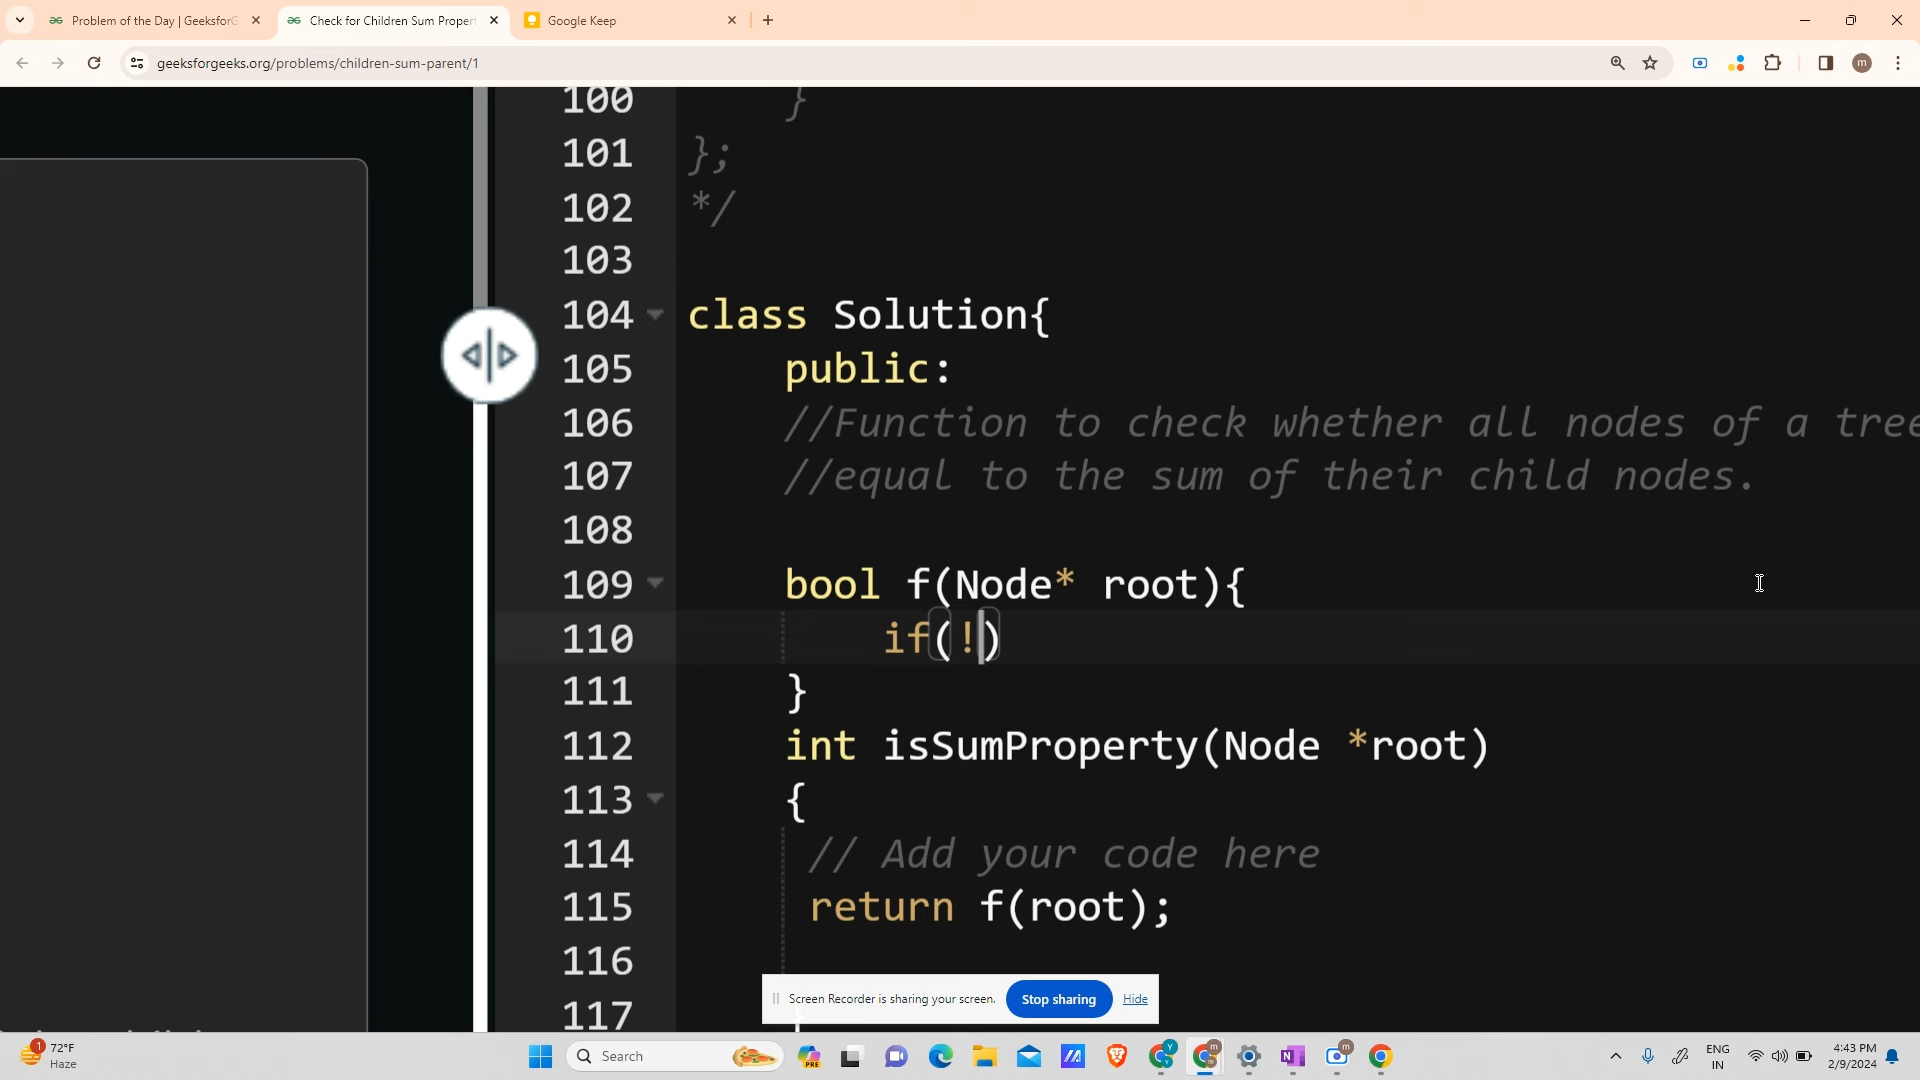 Problem of the Day | GeeksforG
Check for Children Sum Proper
Google Keep
geeksforgeeks.org/problems/children-sum-parent/1
m
100 }
101 };
102 */
103
104 class Solution{
105 public:
106 //Function to check whether all nodes of a tree
107 //equal to the sum of their child nodes.
108
109 bool f(Node* root){
110 if(!)
111 }
112 int isSumProperty(Node *root)
113 {
114 // Add your code here
115 return f(root);
116
117
Screen Recorder is sharing your screen.
Stop sharing
Hide
1
72°F
Haze
Search
PRE
ENG
IN
4:43 PM
2/9/2024